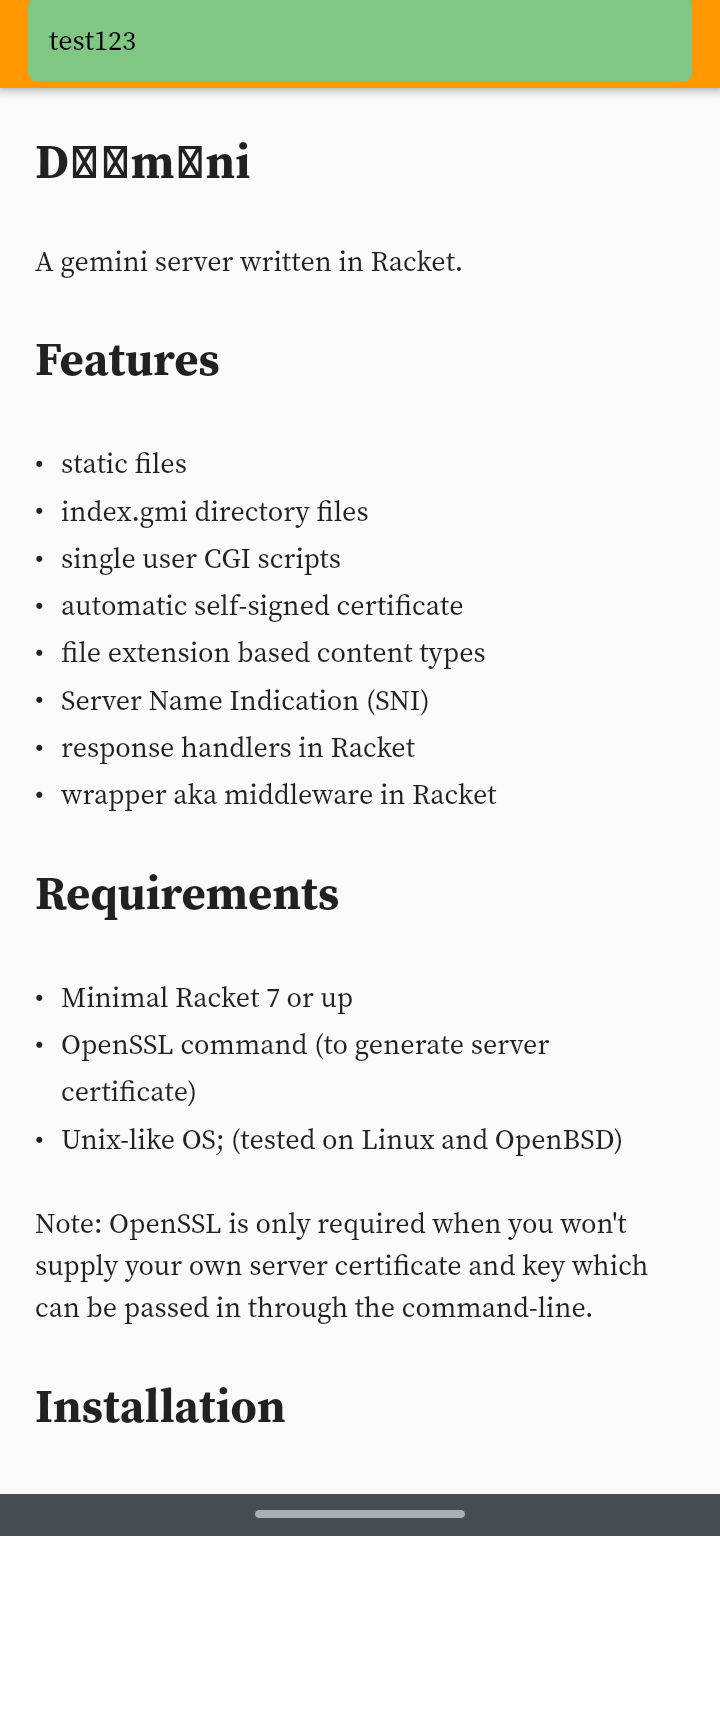 test123
A gemini server written in Racket.
Features
• static files
• index.gmi directory files
• single user CGI scripts
• automatic self-signed certificate
• file extension based content types
• Server Name Indication (SNI)
• response handlers in Racket
• wrapper aka middleware in Racket
Requirements
• Minimal Racket 7 or up
• OpenSSL command (to generate server
certificate)
• Unix-like OS; (tested on Linux and OpenBSD)
Note: OpenSSL is only required when you won't
supply your own server certificate and key which
can be passed in through the command-line.
Installation